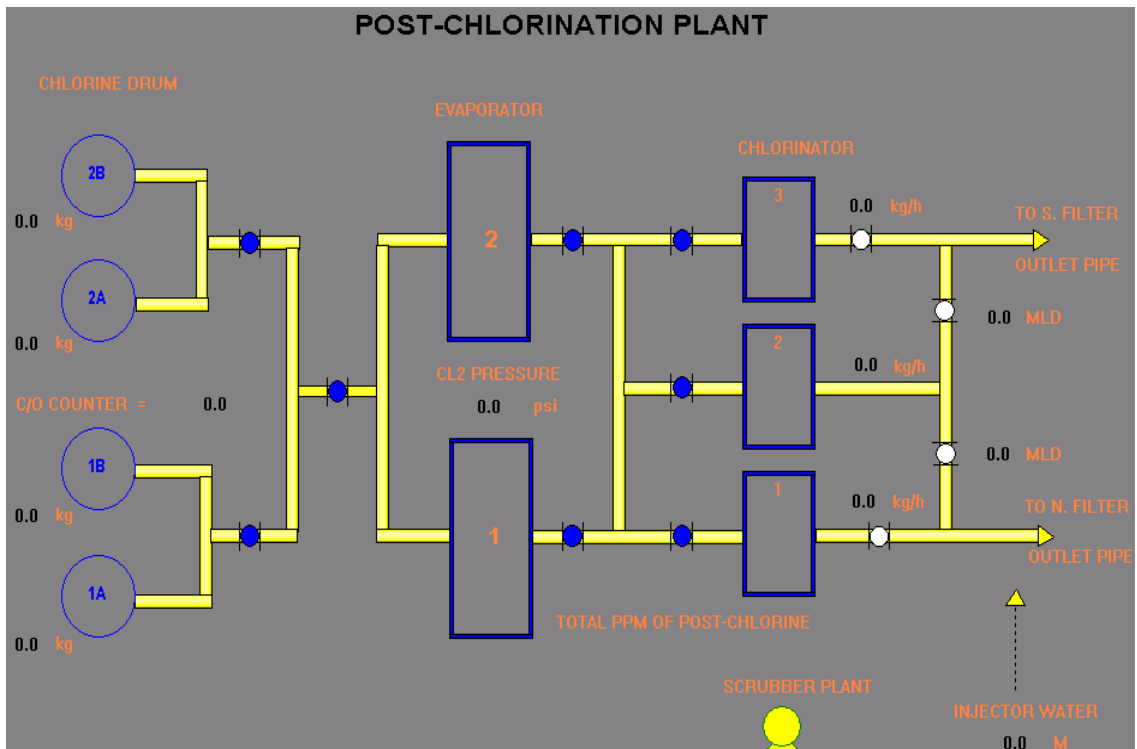 POST-CHLORINATION PLANT
CHLORINE DRUM
EVAPORATOR
CHLORINATOR
2B
3
0.0 kg/h
TO S. FILTER
0.0 kg
2
OUTLET PIPE
2A
0.0 MLD
0.0 kg
2
0.0 kg/h
CL2 PRESSURE
C/O COUNTER = 0.0
0.0 psi
1B
0.0 MLD
1
0.0 kg/h
TO N. FILTER
0.0 kg
1
OUTLET PIPE
1A
TOTAL PPM OF POST-CHLORINE
0.0 kg
SCRUBBER PLANT
INJECTOR WATER
0.0 M